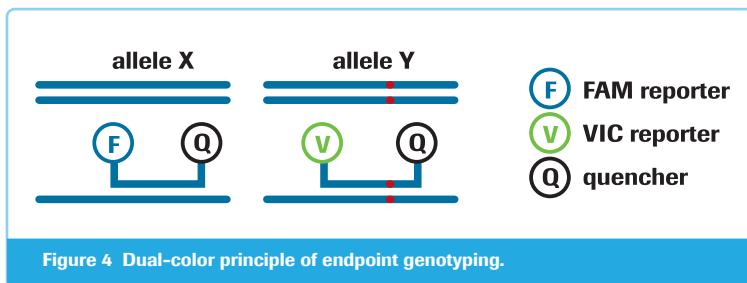 allele X
allele Y
F
Q
V
Q
F FAM reporter
V VIC reporter
Q quencher
Figure 4 Dual-color principle of endpoint genotyping.